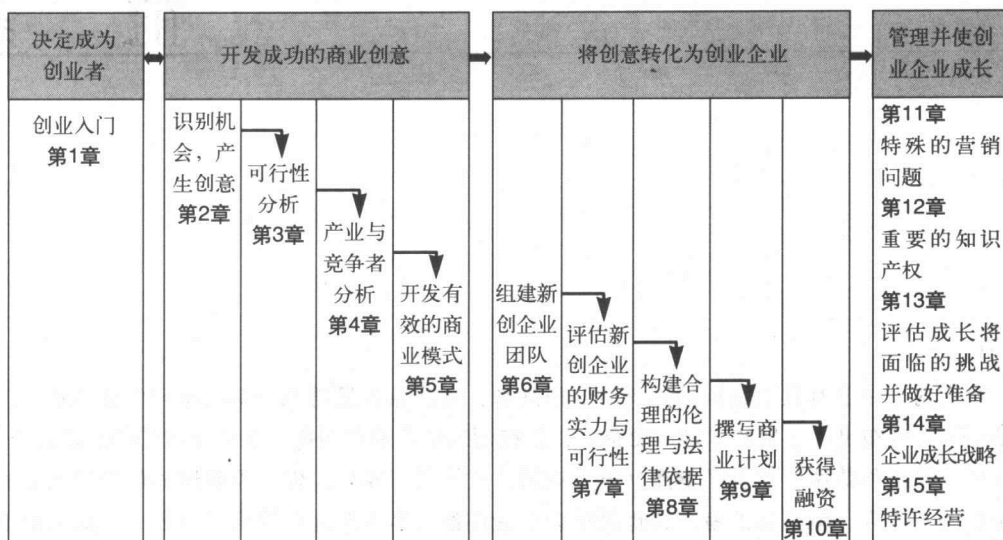 决定成为
创业者
开发成功的商业创意
将创意转化为创业企业
管理并使创
业企业成长
创业入门
第1章
识别机
会，产
生创意
第2章
可行性
分析
第3章
产业与
竞争者
分析
第4章
开发有
效的商
业模式
第5章
组建新
创企业
团队
第6章
评估新
创企业
的财务
实力与
可行性
第7章
构建合
理的伦
理与法
律依据
第8章
撰写商
业计划
第9章
获得
融资
第10章
第11章
特殊的营销
问题
第12章
重要的知识
产权
第13章
评估成长将
面临的挑战
并做好准备
第14章
企业成长战略
第15章
特许经营